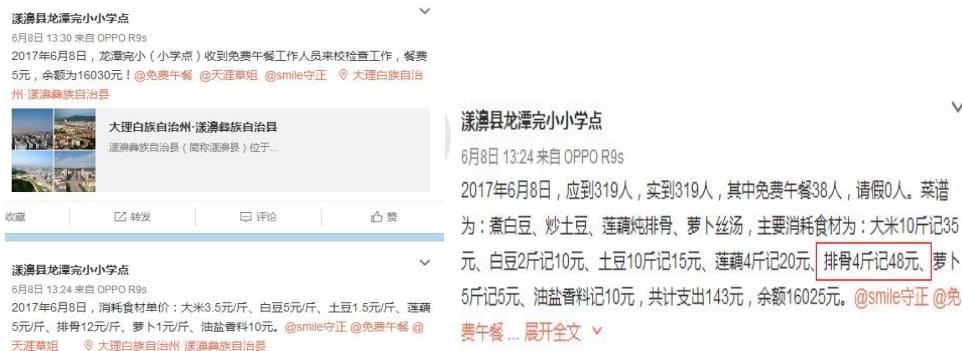 漾濞县龙潭完小小学点
6月8日 13:30 来自 OPPO R9s
2017年6月8日，龙潭完小（小学点）收到免费午餐工作人员来校检查工作，餐费
5元，余额为16030元！@免费午餐 @天涯草姐 @smile守正 大理白族自治
州·漾濞彝族自治县
大理白族自治州·漾濞彝族自治县
漾濞彝族自治县（简称漾濞县）位于...
收藏 转发 评论 赞
漾濞县龙潭完小小学点
6月8日 13:24 来自 OPPO R9s
2017年6月8日，消耗食材单价：大米3.5元/斤、白豆5元/斤、土豆1.5元/斤、莲藕
5元/斤、排骨12元/斤、萝卜1元/斤、油盐香料10元。@smile守正 @免费午餐 @
天涯草姐 大理白族自治州·漾濞彝族自治县
漾濞县龙潭完小小学点
6月8日 13:24 来自 OPPO R9s
2017年6月8日，应到319人，实到319人，其中免费午餐38人，请假0人。菜谱
为：煮白豆、炒土豆、莲藕炖排骨、萝卜丝汤，主要消耗食材为：大米10斤记35
元、白豆2斤记10元、土豆10斤记15元、莲藕4斤记20元、排骨4斤记48元、萝卜
5斤记5元、油盐香料记10元，共计支出143元，余额16025元。@smile守正 @免
费午餐 ... 展开全文